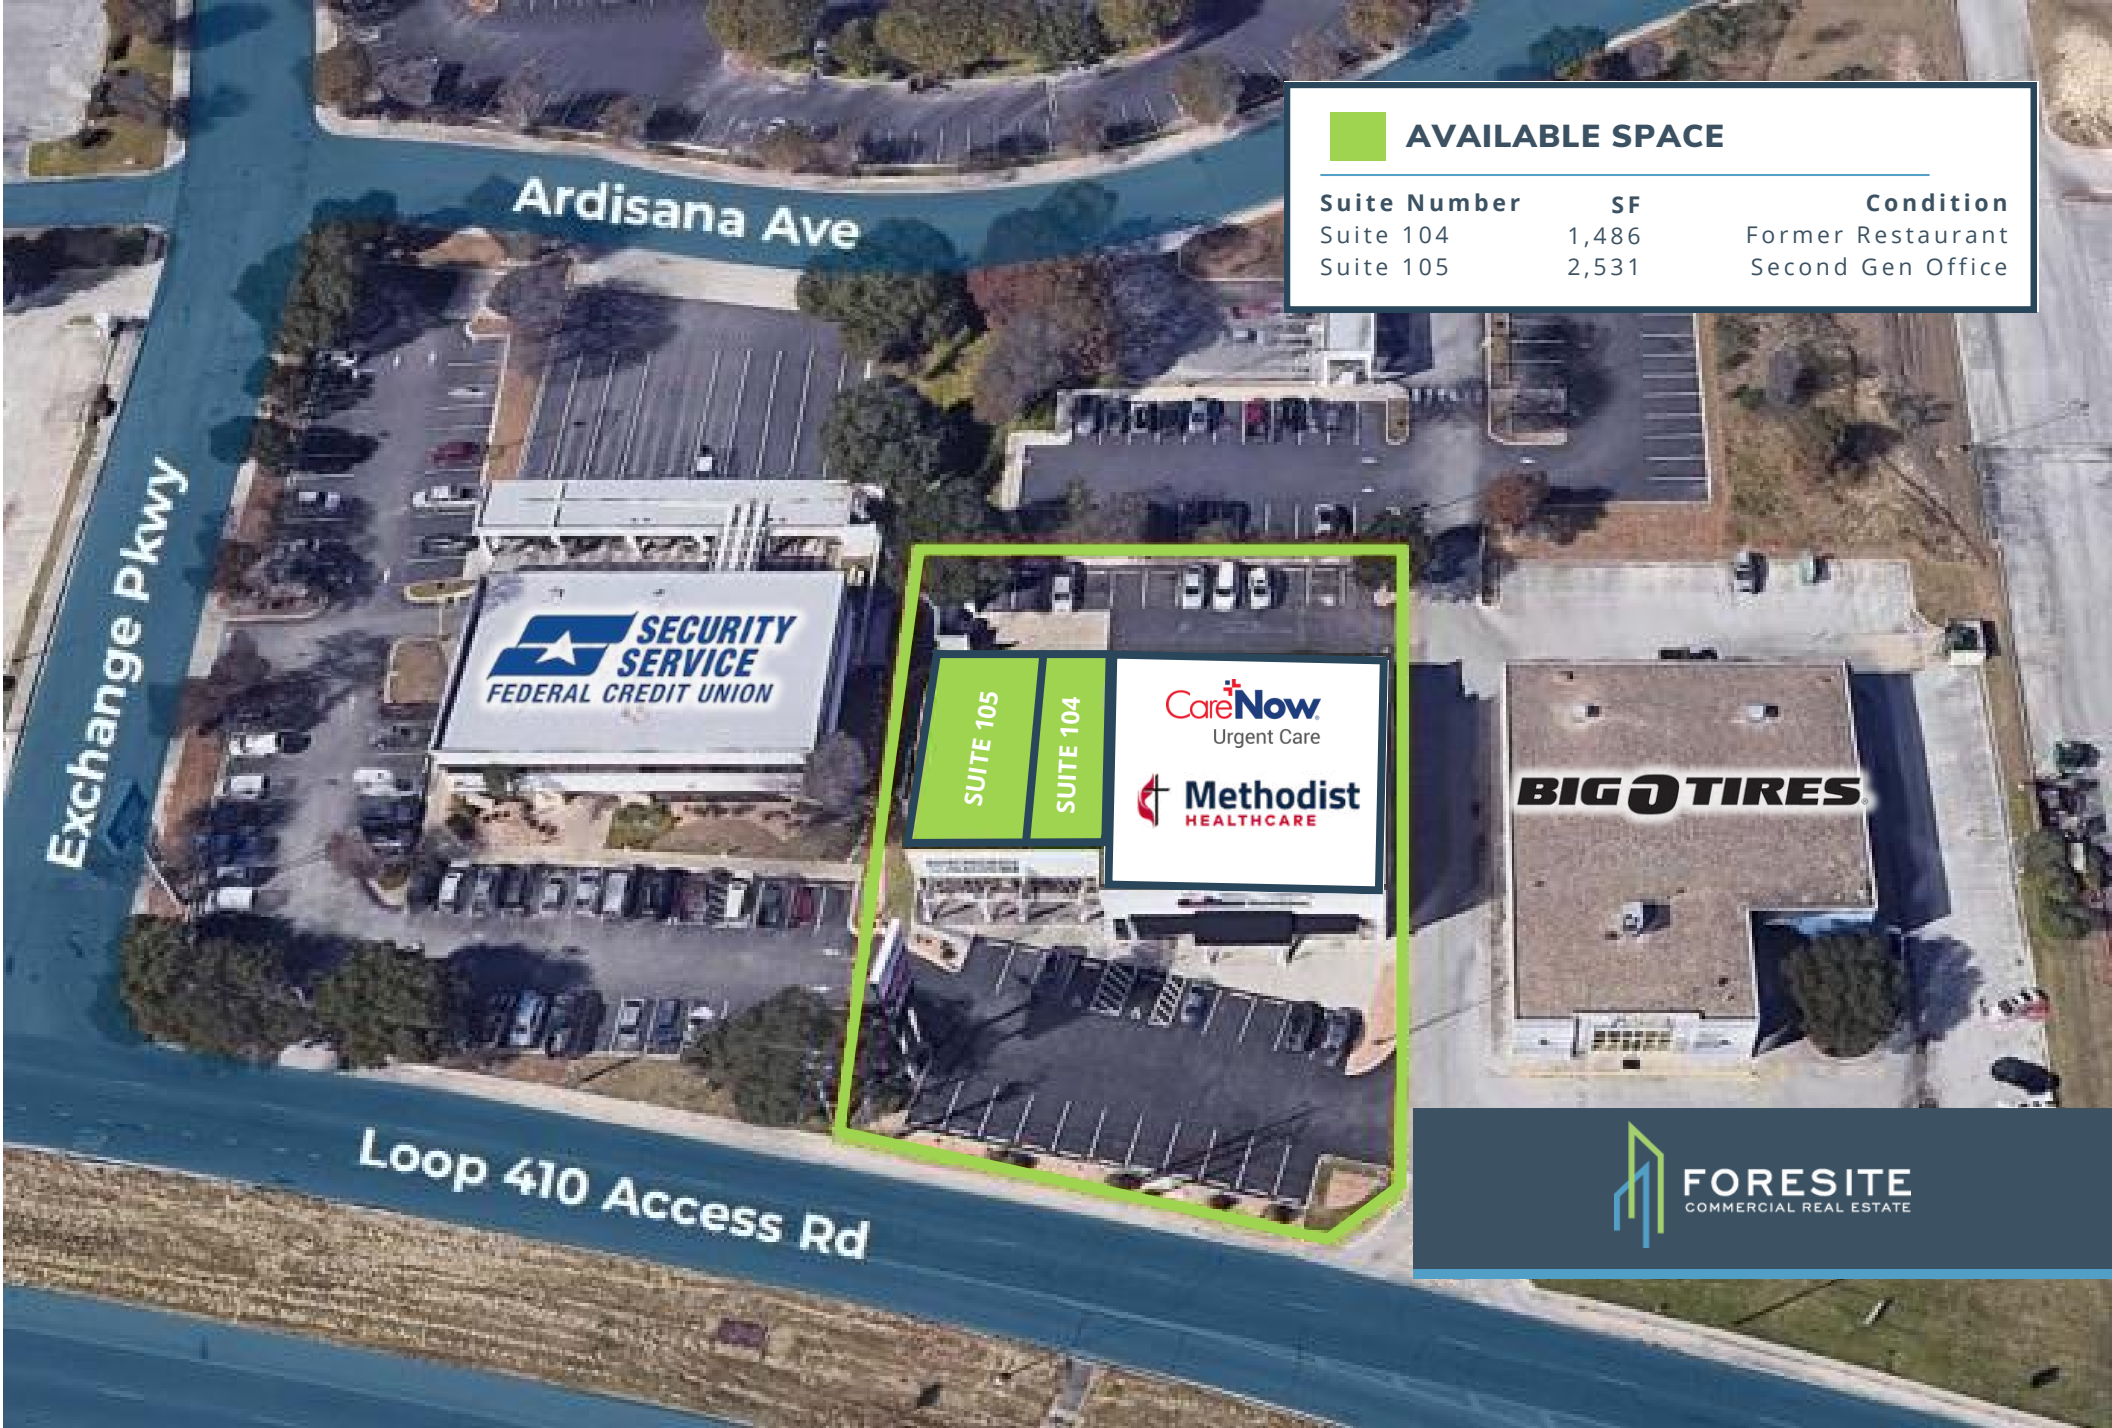 AVAILABLE SPACE
Suite Number SF Condition
Suite 104 1,486 Former Restaurant
Suite 105 2,531 Second Gen Office
Ardisana Ave
Exchange Pkwy
SECURITY
SERVICE
FEDERAL CREDIT UNION
SUITE 105
SUITE 104
CareNow
Urgent Care
Methodist
HEALTHCARE
BIG O TIRES
Loop 410 Access Rd
FORESITE
COMMERCIAL REAL ESTATE